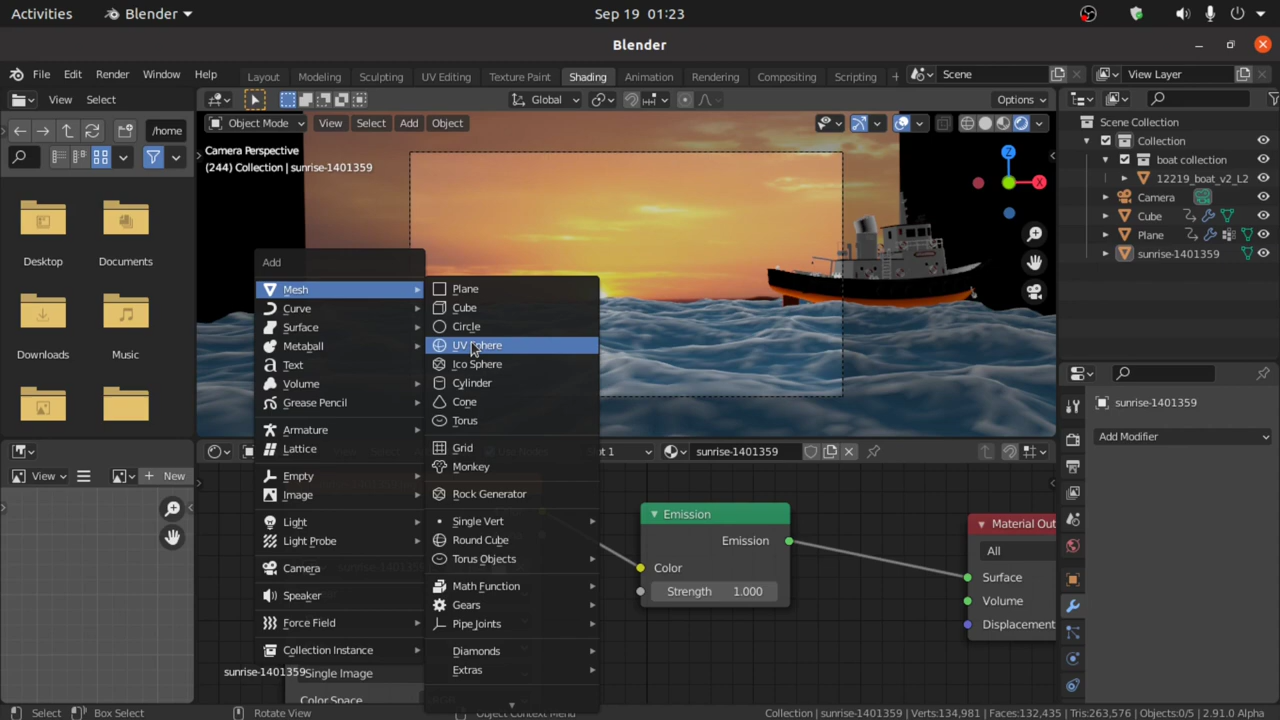 Activities
Blender
Sep 19 01:23
Blender
File Edit Render Window Help
Layout Modeling Sculpting UV Editing Texture Paint Shading Animation Rendering Compositing Scripting +
Scene
View Layer
View Select
Global
Options
/home
Object Mode View Select Add Object
Camera Perspective
(244) Collection | sunrise-1401359
Z
X
Desktop
Documents
Downloads
Music
View
New
Add
Mesh
Curve
Surface
Metaball
Text
Volume
Grease Pencil
Armature
Lattice
Empty
Image
Light
Light Probe
Camera
Speaker
Force Field
Collection Instance
Plane
Cube
Circle
UV Sphere
Ico Sphere
Cylinder
Cone
Torus
Grid
Monkey
Rock Generator
Single Vert
Round Cube
Torus Objects
Math Function
Gears
Pipe Joints
Diamonds
Extras
sunrise-1401359
Single Image
Color Space
Slot 1
sunrise-1401359
Emission
Emission
Color
Strength 1.000
Material Out
All
Surface
Volume
Displacement
Scene Collection
Collection
boat collection
12219_boat_v2_L2
Camera
Cube
Plane
sunrise-1401359
sunrise-1401359
Add Modifier
Select
Box Select
Rotate View
Object Context Menu
Collection | sunrise-1401359 | Verts:134,981 | Faces:132,435 | Tris:263,576 | Objects:0/5 | 2.91.0 Alpha